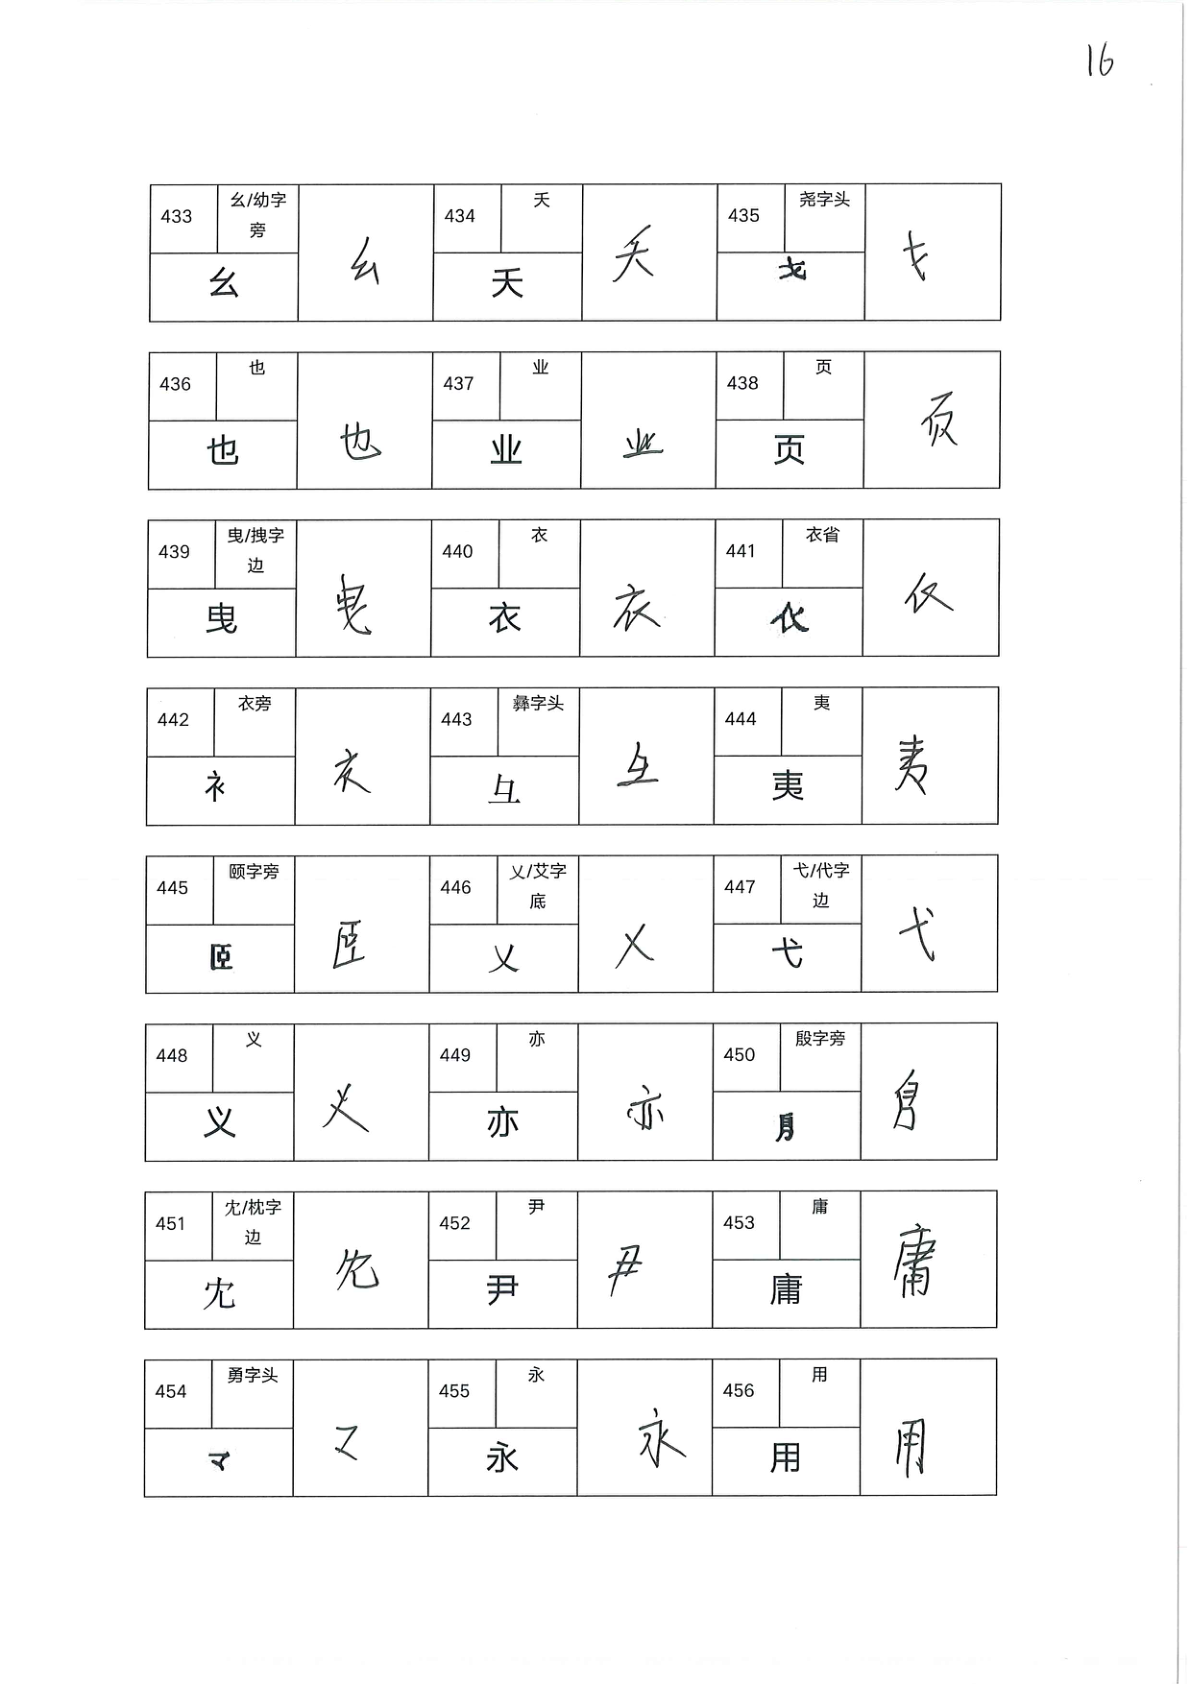 16
433 幺/幼字旁 幺 幺
434 夭 夭 夭
435 尧字头
436 也 也 也
437 业 业 业
438 页 页 页
439 曳/拽字边 曳 曳
440 衣 衣 衣
441 衣省
442 衣旁 衤
443 彝字头 彑 彑
444 夷 夷 夷
445 颐字旁 𦣞 𦣞
446 乂/艾字底 乂 乂
447 弋/代字边 弋 弋
448 义 义 义
449 亦 亦 亦
450 殷字旁
451 冘/枕字边 冘 冘
452 尹 尹 尹
453 庸 庸 庸
454 勇字头 龴
455 永 永 永
456 用 用 用